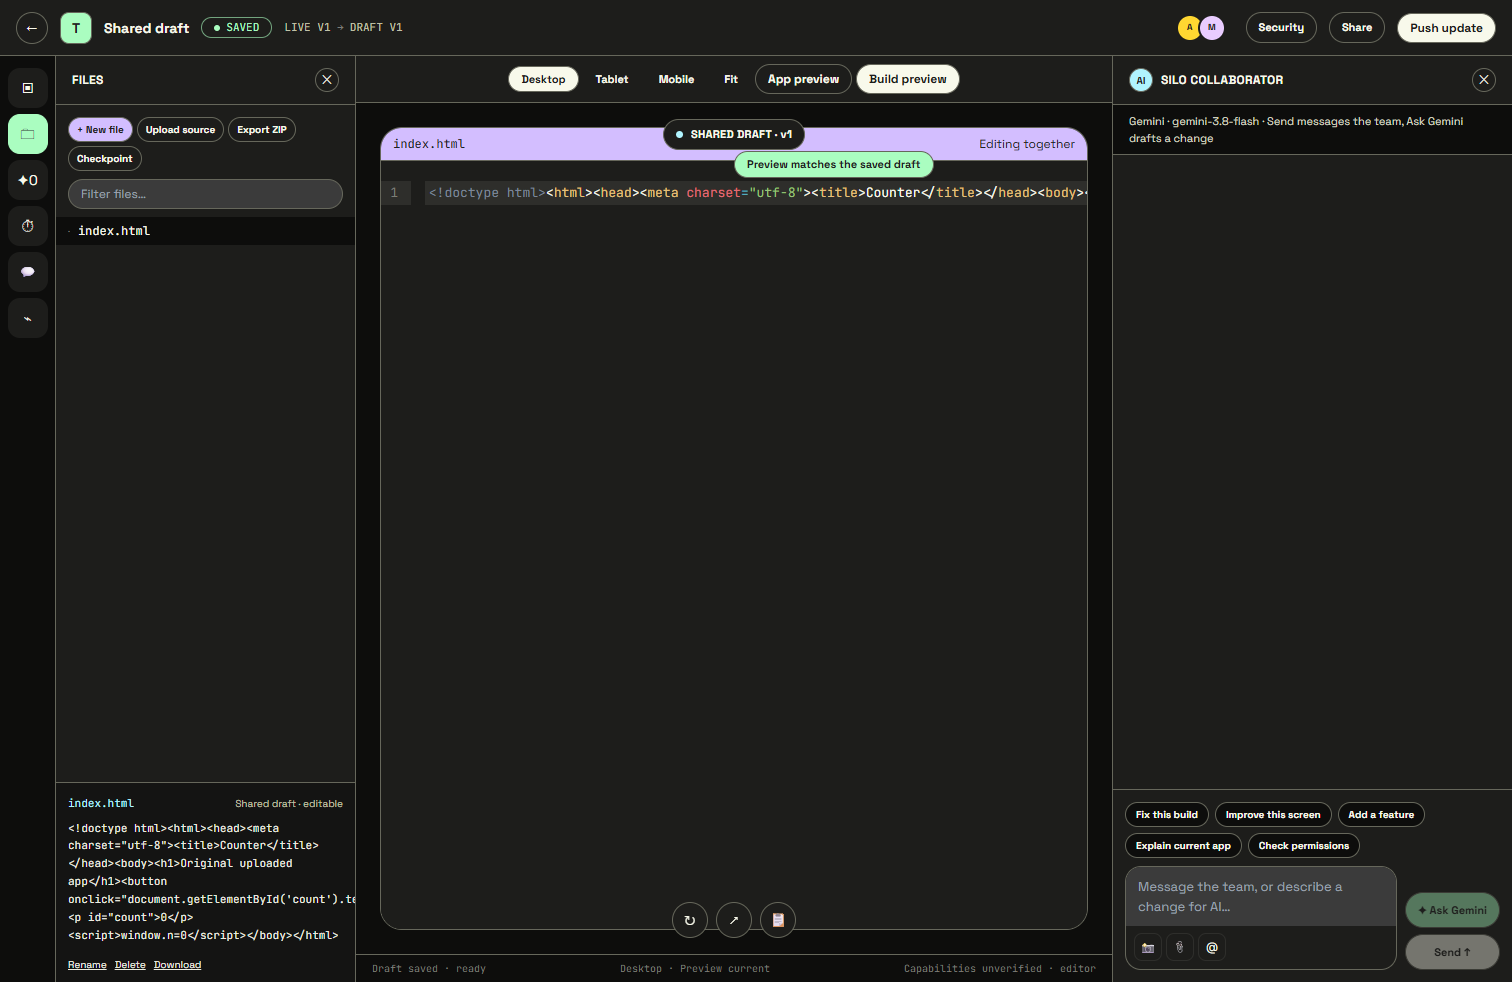 ←
T
Shared draft
SAVED
LIVE V1 → DRAFT V1
A
M
Security
Share
Push update
FILES
Desktop
Tablet
Mobile
Fit
App preview
Build preview
AI
SILO COLLABORATOR
+ New file
Upload source
Export ZIP
Checkpoint
Filter files...
index.html
✦0
index.html
SHARED DRAFT · v1
Editing together
Preview matches the saved draft
1
<!doctype html><html><head><meta charset="utf-8"><title>Counter</title></head><body><
Gemini · gemini-3.8-flash · Send messages the team, Ask Gemini
drafts a change
index.html
Shared draft · editable
<!doctype html><html><head><meta
charset="utf-8"><title>Counter</title>
</head><body><h1>Original uploaded
app</h1><button
onclick="document.getElementById('count').te
<p id="count">0</p>
<script>window.n=0</script></body></html>
Rename
Delete
Download
Fix this build
Improve this screen
Add a feature
Explain current app
Check permissions
Message the team, or describe a
change for AI...
@
✦ Ask Gemini
Send ↑
Draft saved · ready
Desktop · Preview current
Capabilities unverified · editor